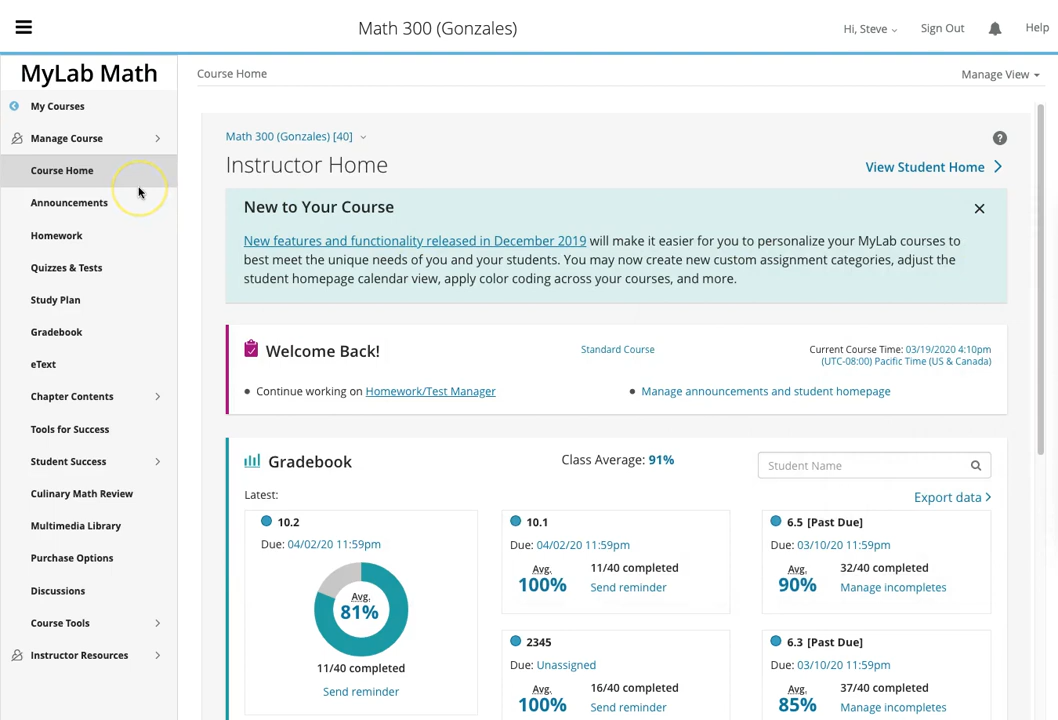 Math 300 (Gonzales)
Hi, Steve
Sign Out
Help
MyLab Math
Course Home
Manage View
My Courses
Manage Course
Course Home
Announcements
Homework
Quizzes & Tests
Study Plan
Gradebook
eText
Chapter Contents
Tools for Success
Student Success
Culinary Math Review
Multimedia Library
Purchase Options
Discussions
Course Tools
Instructor Resources
Math 300 (Gonzales) [40]
?
Instructor Home
View Student Home
New to Your Course
New features and functionality released in December 2019 will make it easier for you to personalize your MyLab courses to
best meet the unique needs of you and your students. You may now create new custom assignment categories, adjust the
student homepage calendar view, apply color coding across your courses, and more.
Welcome Back!
Standard Course
Current Course Time: 03/19/2020 4:10pm
(UTC-08:00) Pacific Time (US & Canada)
Continue working on Homework/Test Manager
Manage announcements and student homepage
Gradebook
Class Average: 91%
Student Name
Latest:
Export data
10.2
Due: 04/02/20 11:59pm
Avg.
81%
11/40 completed
Send reminder
10.1
Due: 04/02/20 11:59pm
Avg.
100%
11/40 completed
Send reminder
6.5 [Past Due]
Due: 03/10/20 11:59pm
Avg.
90%
32/40 completed
Manage incompletes
2345
Due: Unassigned
Avg.
100%
16/40 completed
Send reminder
6.3 [Past Due]
Due: 03/10/20 11:59pm
Avg.
85%
37/40 completed
Manage incompletes